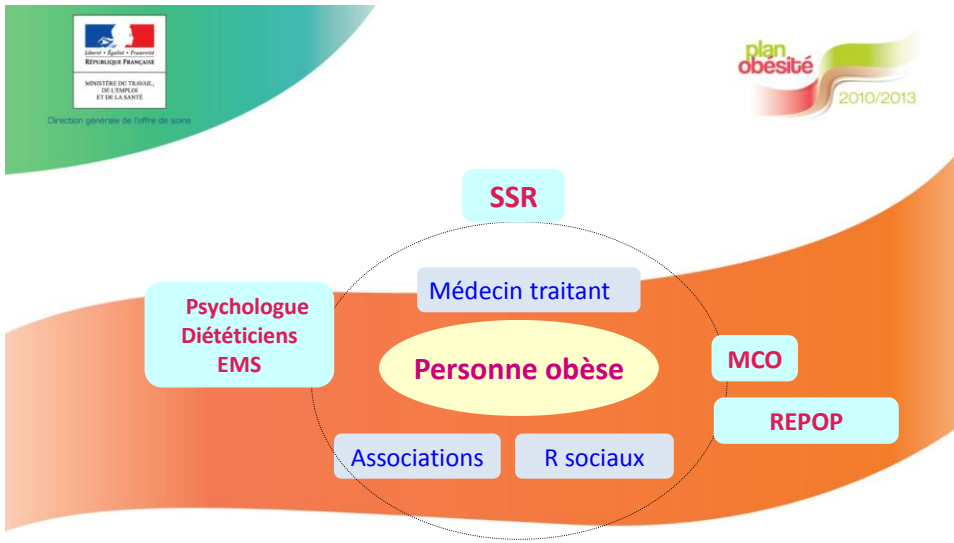 Liberté • Égalité • Fraternité
RÉPUBLIQUE FRANÇAISE
MINISTÈRE DU TRAVAIL,
DE L'EMPLOI
ET DE LA SANTÉ
Direction générale de l'offre de soins
plan
obésité
2010/2013
SSR
Médecin traitant
Psychologue
Diététiciens
EMS
Personne obèse
MCO
REPOP
Associations
R sociaux